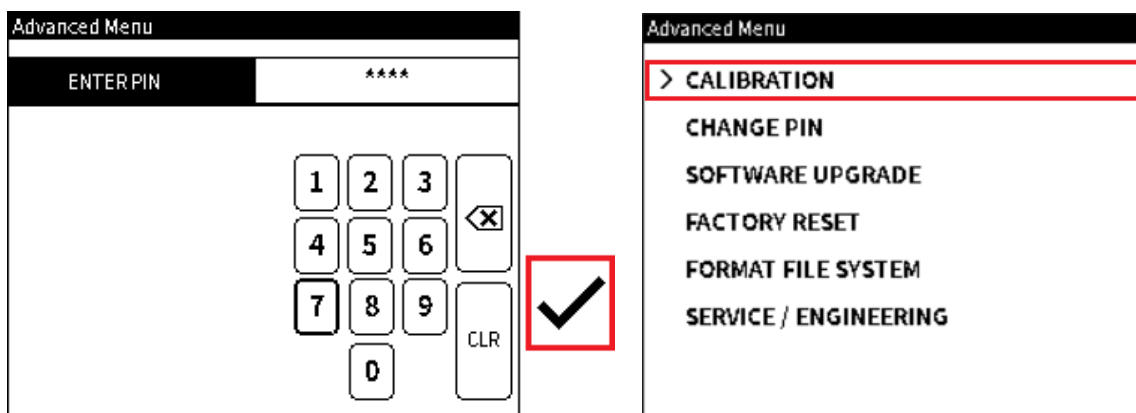 Advanced Menu
ENTER PIN
****
1 2 3
4 5 6
7 8 9
CLR
0
Advanced Menu
> CALIBRATION
CHANGE PIN
SOFTWARE UPGRADE
FACTORY RESET
FORMAT FILE SYSTEM
SERVICE / ENGINEERING